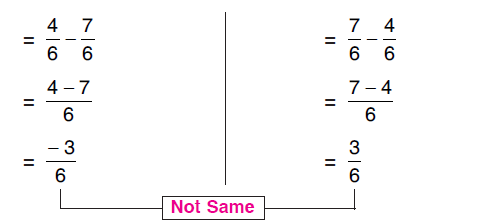 = 4/6 − 7/6
= (4 − 7)/6
= − 3/6
= 7/6 − 4/6
= (7 − 4)/6
= 3/6
Not Same